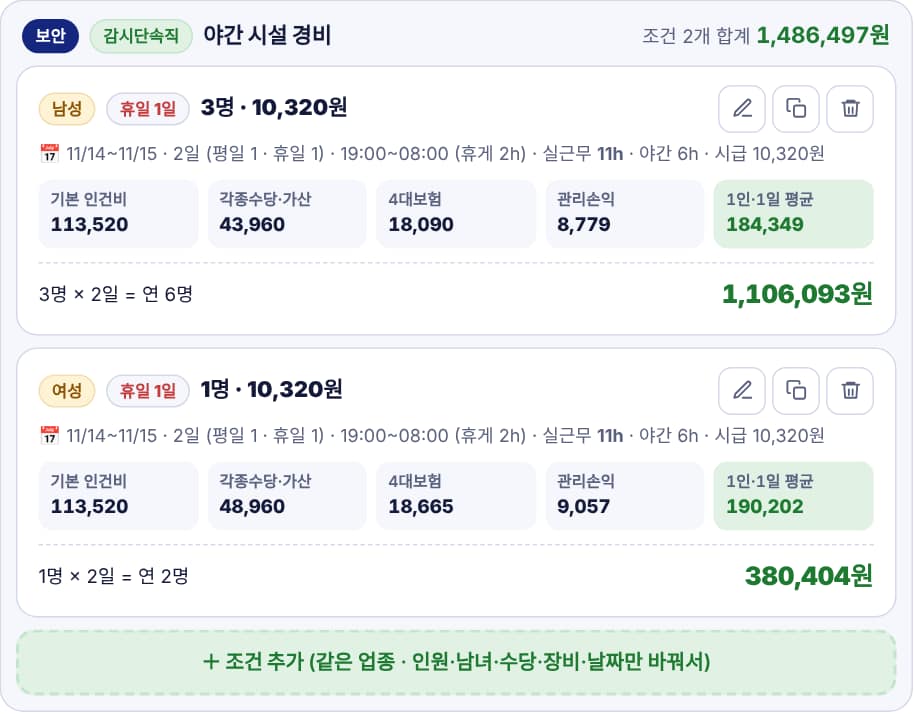 보안 감시단속직 야간 시설 경비 조건 2개 합계 1,486,497원
남성 휴일 1일 3명 · 10,320원
📅 11/14~11/15 · 2일 (평일 1 · 휴일 1) · 19:00~08:00 (휴게 2h) · 실근무 11h · 야간 6h · 시급 10,320원
기본 인건비 각종수당·가산 4대보험 관리손익 1인·1일 평균
113,520 43,960 18,090 8,779 184,349
3명 × 2일 = 연 6명 1,106,093원
여성 휴일 1일 1명 · 10,320원
📅 11/14~11/15 · 2일 (평일 1 · 휴일 1) · 19:00~08:00 (휴게 2h) · 실근무 11h · 야간 6h · 시급 10,320원
기본 인건비 각종수당·가산 4대보험 관리손익 1인·1일 평균
113,520 48,960 18,665 9,057 190,202
1명 × 2일 = 연 2명 380,404원
+ 조건 추가 (같은 업종 · 인원·남녀·수당·장비·날짜만 바꿔서)